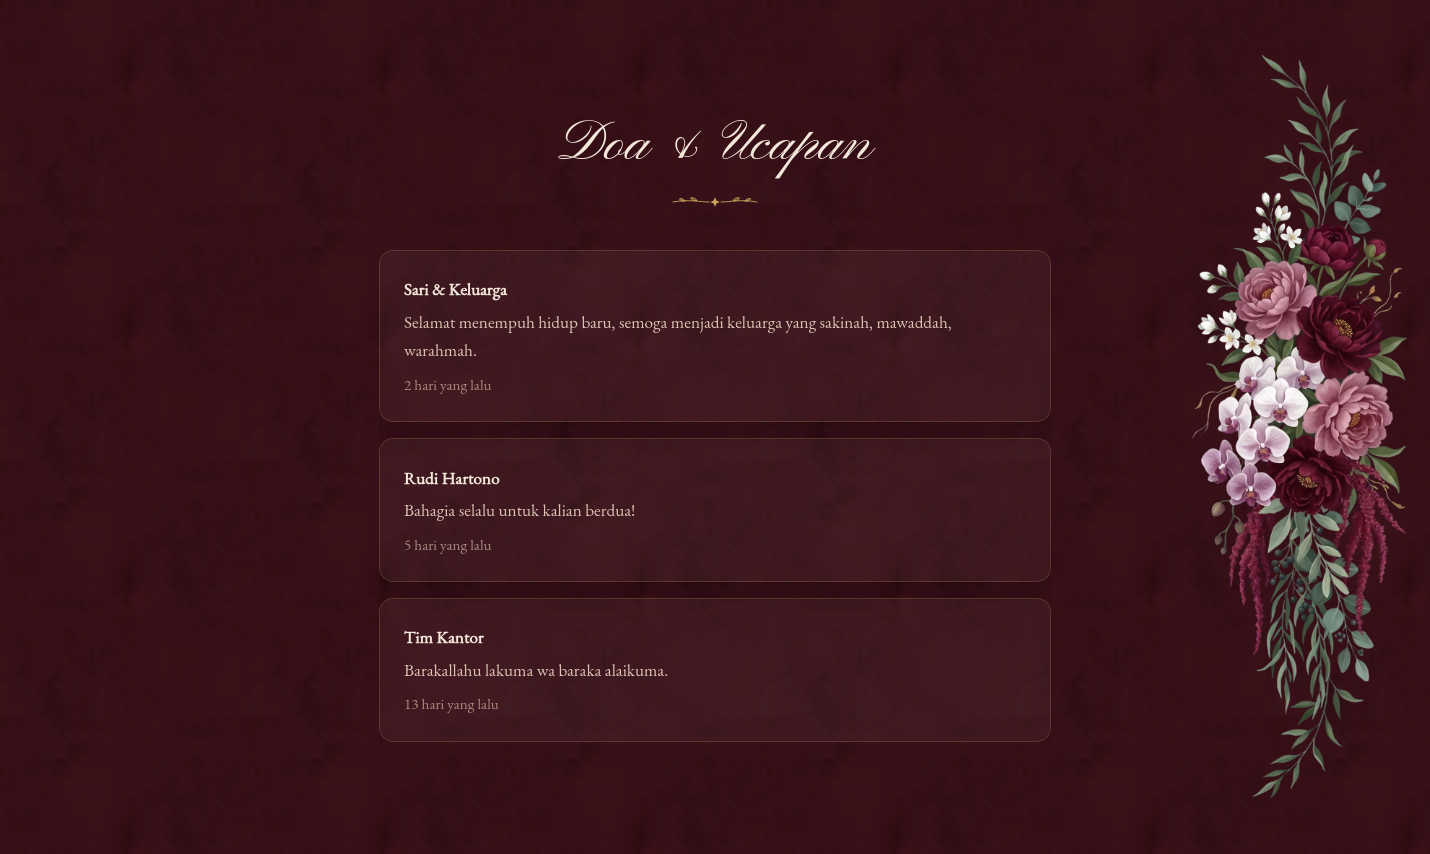 Doa & Ucapan
Sari & Keluarga
Selamat menempuh hidup baru, semoga menjadi keluarga yang sakinah, mawaddah,
warahmah.
2 hari yang lalu
Rudi Hartono
Bahagia selalu untuk kalian berdua!
5 hari yang lalu
Tim Kantor
Barakallahu lakuma wa baraka alaikuma.
13 hari yang lalu